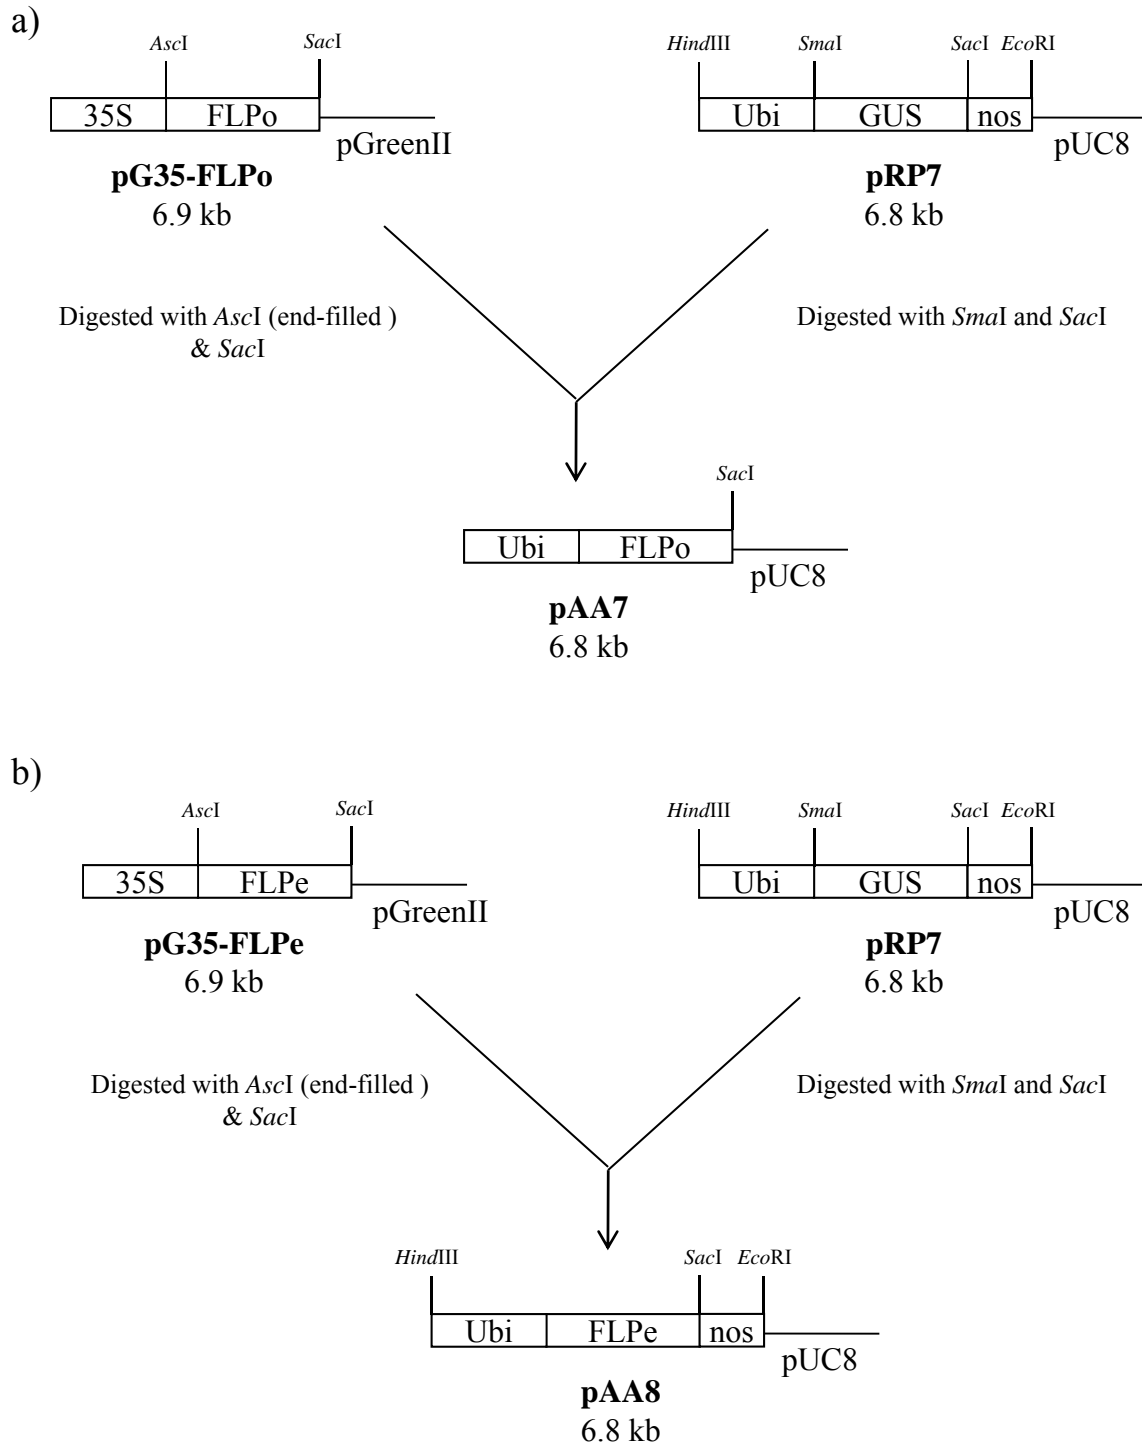 a)
AscI
SacI
35S
FLPo
pGreenII
pG35-FLPo
6.9 kb
HindIII
SmaI
SacI
EcoRI
Ubi
GUS
nos
pUC8
pRP7
6.8 kb
Digested with AscI (end-filled )
& SacI
Digested with SmaI and SacI
SacI
Ubi
FLPo
pUC8
pAA7
6.8 kb
b)
AscI
SacI
35S
FLPe
pGreenII
pG35-FLPe
6.9 kb
HindIII
SmaI
SacI
EcoRI
Ubi
GUS
nos
pUC8
pRP7
6.8 kb
Digested with AscI (end-filled )
& SacI
Digested with SmaI and SacI
HindIII
SacI
EcoRI
Ubi
FLPe
nos
pUC8
pAA8
6.8 kb